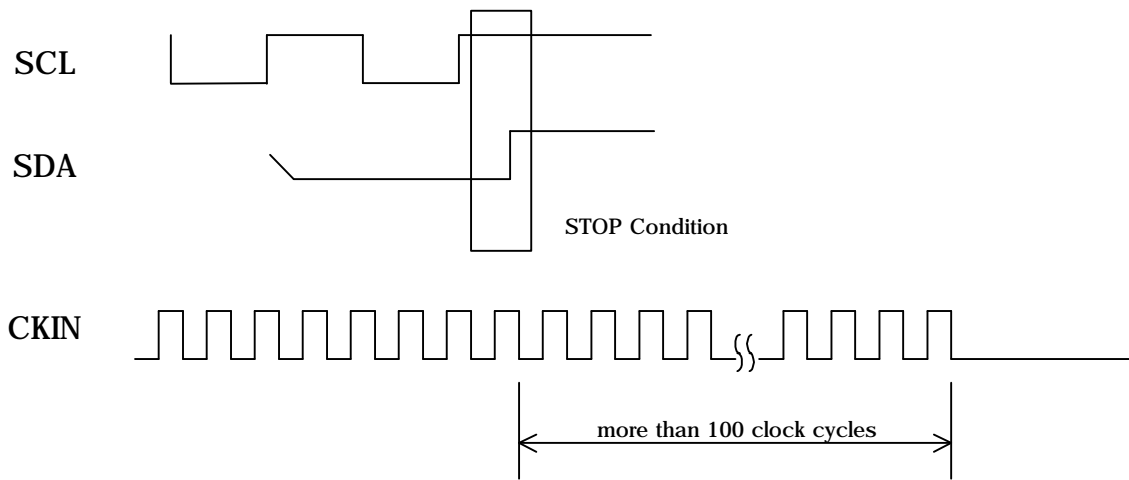 SCL
SDA
STOP Condition
CKIN
more than 100 clock cycles